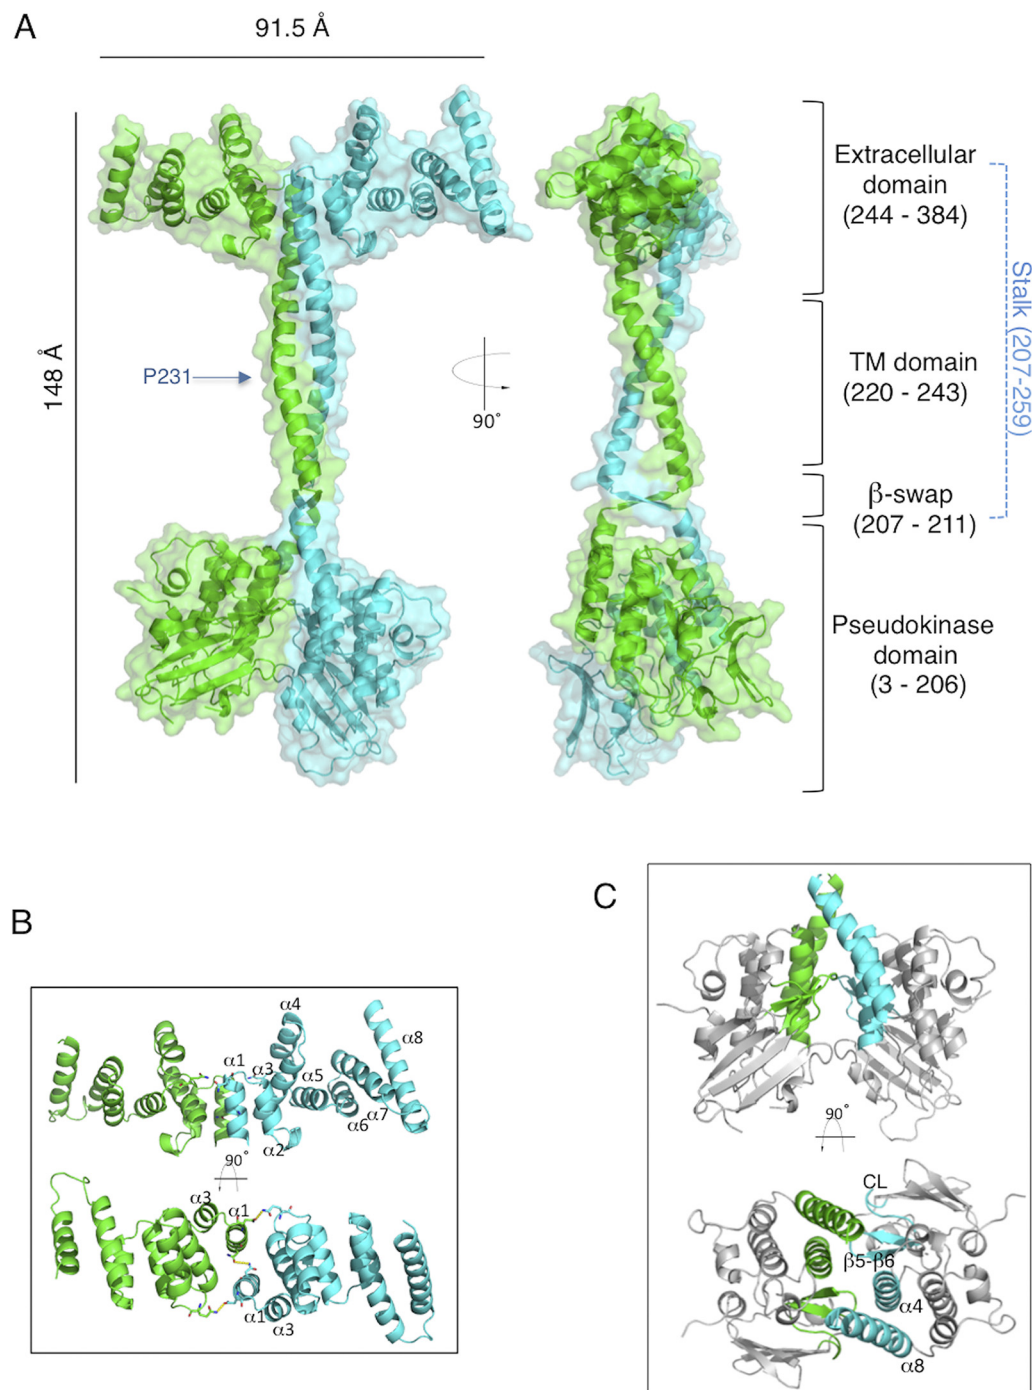 A
91.5 Å
148 Å
P231
90°
Extracellular
domain
(244 - 384)
TM domain
(220 - 243)
β-swap
(207 - 211)
Pseudokinase
domain
(3 - 206)
Stalk (207-259)
B
α4
α8
α1
α3
α5
α6
α7
α2
90°
α3
α1
α1
α3
C
90°
CL
β5-β6
α4
α8